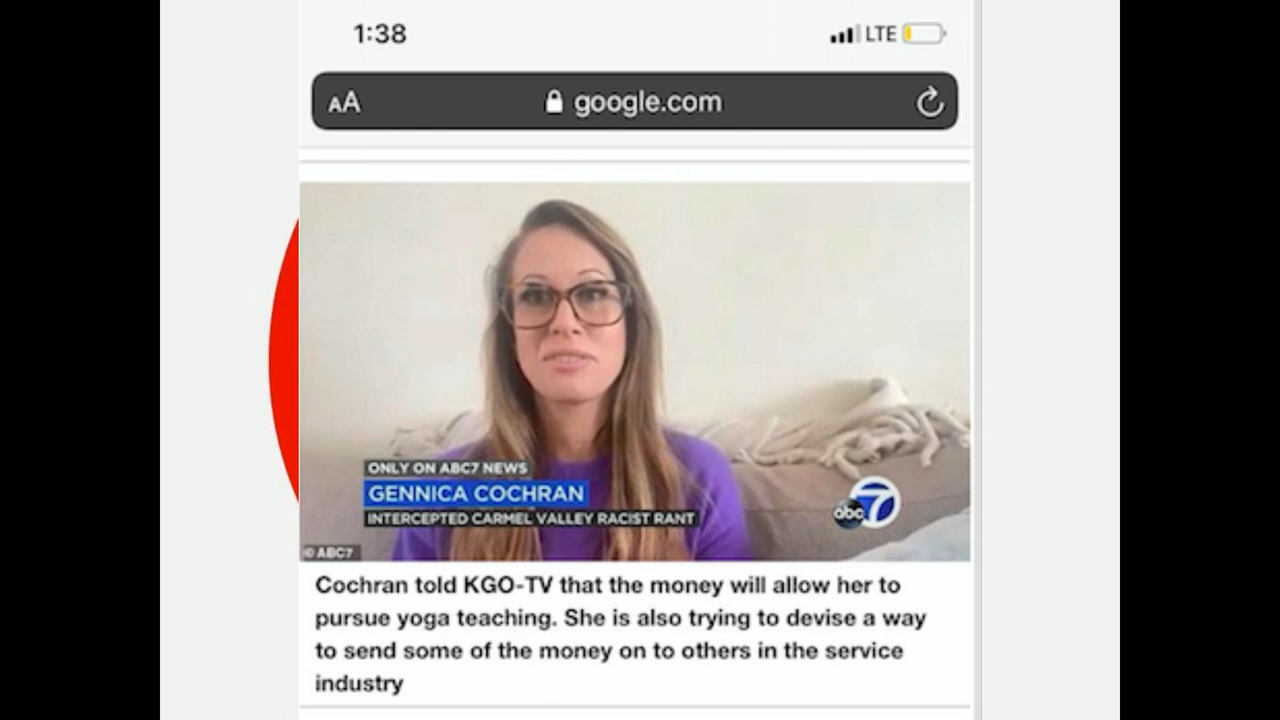 1:38
LTE
AA
google.com
ONLY ON ABC7 NEWS
GENNICA COCHRAN
INTERCEPTED CARMEL VALLEY RACIST RANT
abc 7
© ABC7
Cochran told KGO-TV that the money will allow her to
pursue yoga teaching. She is also trying to devise a way
to send some of the money on to others in the service
industry